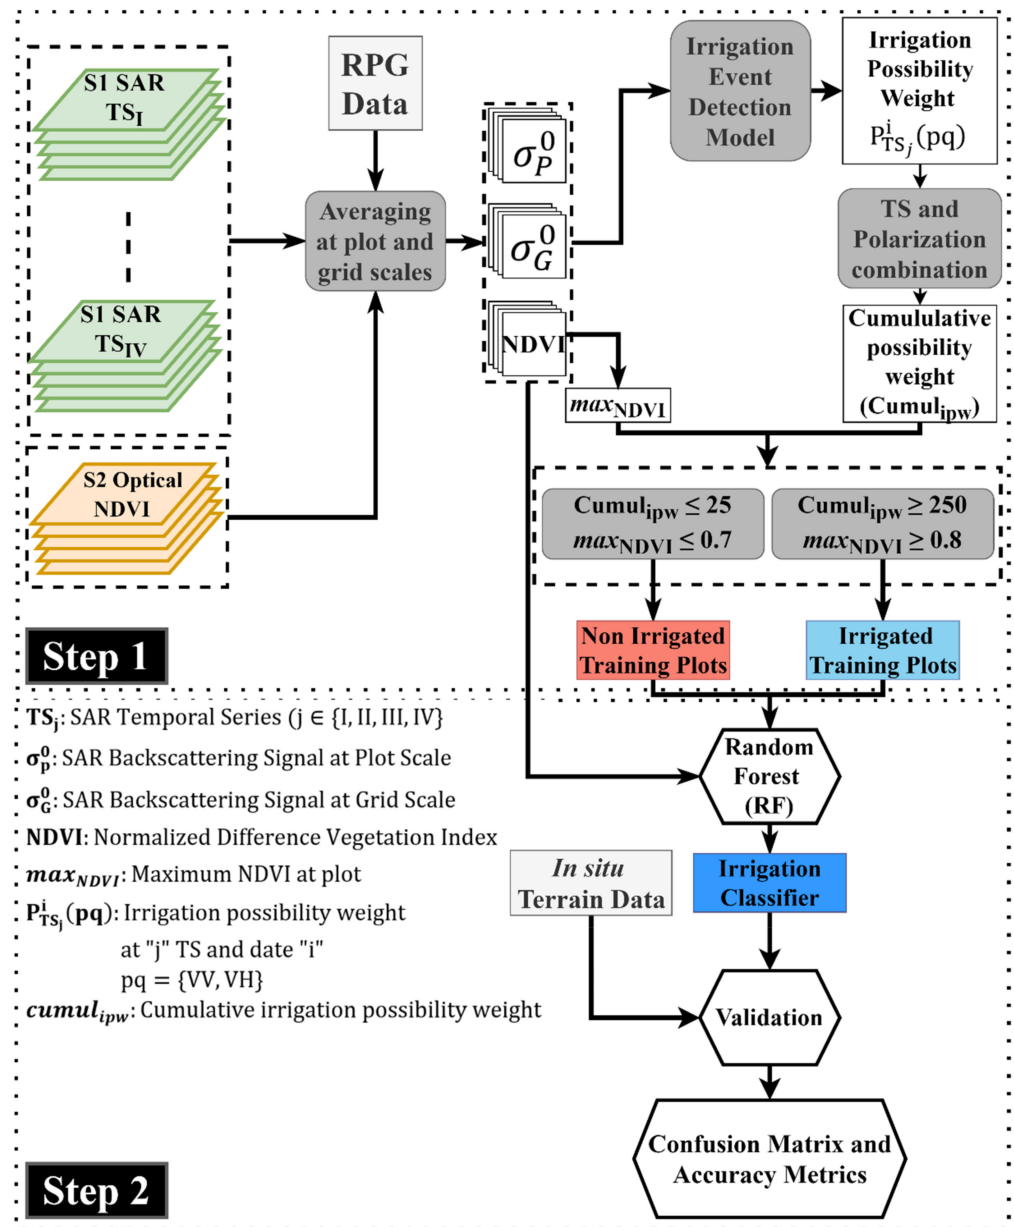 S1 SAR
TS_I
S1 SAR
TS_IV
S2 Optical
NDVI
RPG
Data
Averaging
at plot and
grid scales
σ_P^0
σ_G^0
NDVI
max_NDVI
Irrigation
Event
Detection
Model
Irrigation
Possibility
Weight
P^i_TS_j(pq)
TS and
Polarization
combination
Cumululative
possibility
weight
(Cumul_ipw)
Cumul_ipw ≤ 25
max_NDVI ≤ 0.7
Cumul_ipw ≥ 250
max_NDVI ≥ 0.8
Non Irrigated
Training Plots
Irrigated
Training Plots
Step 1
TS_j: SAR Temporal Series (j ∈ {I, II, III, IV}
σ_p^0: SAR Backscattering Signal at Plot Scale
σ_G^0: SAR Backscattering Signal at Grid Scale
NDVI: Normalized Difference Vegetation Index
max_NDVI: Maximum NDVI at plot
P^i_TS_j(pq): Irrigation possibility weight
at "j" TS and date "i"
pq = {VV, VH}
cumul_ipw: Cumulative irrigation possibility weight
Random
Forest
(RF)
In situ
Terrain Data
Irrigation
Classifier
Validation
Confusion Matrix and
Accuracy Metrics
Step 2